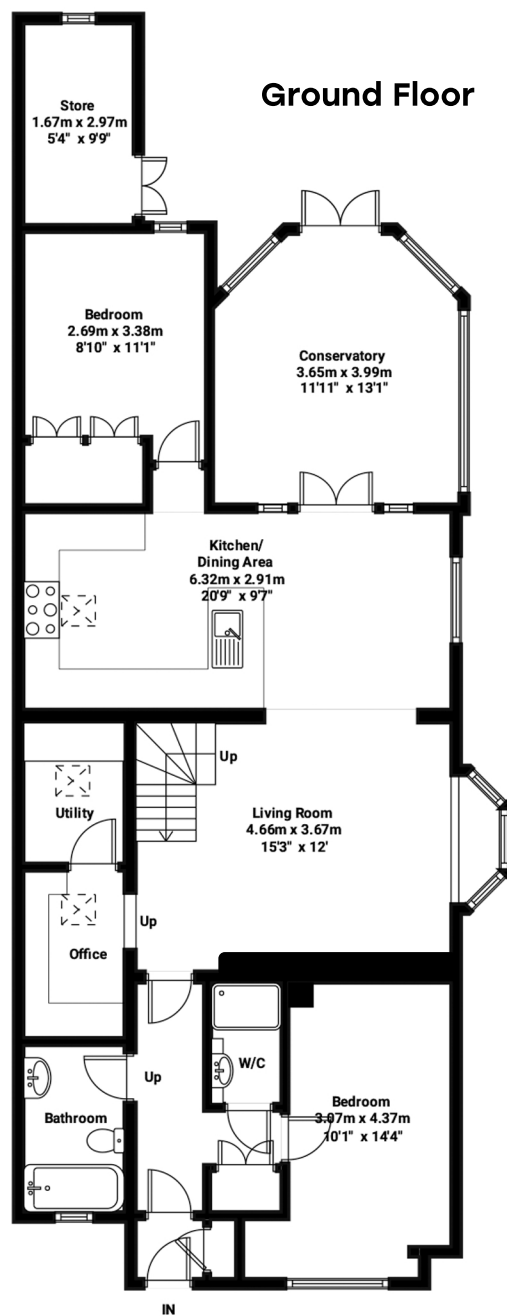 Ground Floor
Store
1.67m x 2.97m
5'4" x 9'9"
Bedroom
2.69m x 3.38m
8'10" x 11'1"
Conservatory
3.65m x 3.99m
11'11" x 13'1"
Kitchen/
Dining Area
6.32m x 2.91m
20'9" x 9'7"
Up
Utility
Living Room
4.66m x 3.67m
15'3" x 12'
Up
Office
W/C
Up
Bathroom
Bedroom
3.07m x 4.37m
10'1" x 14'4"
IN